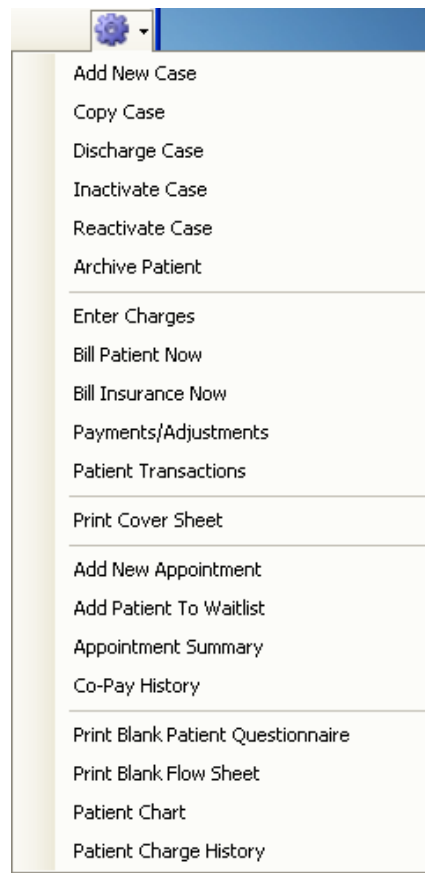 Add New Case
Copy Case
Discharge Case
Inactivate Case
Reactivate Case
Archive Patient
Enter Charges
Bill Patient Now
Bill Insurance Now
Payments/Adjustments
Patient Transactions
Print Cover Sheet
Add New Appointment
Add Patient To Waitlist
Appointment Summary
Co-Pay History
Print Blank Patient Questionnaire
Print Blank Flow Sheet
Patient Chart
Patient Charge History